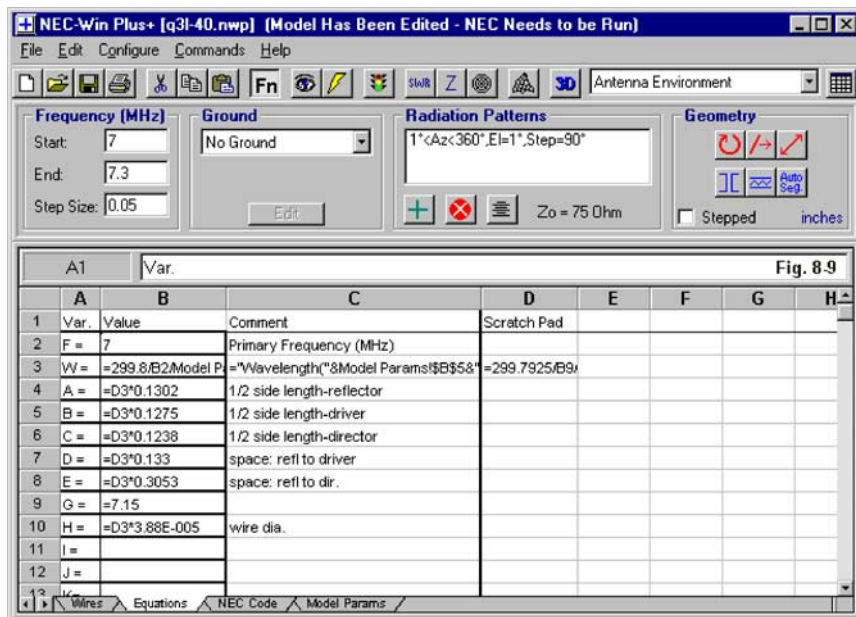 NEC-Win Plus+ [q3l-40.nwp] (Model Has Been Edited - NEC Needs to be Run)
File Edit Configure Commands Help
Fn SWR Z 3D Antenna Environment
Frequency (MHz) Ground Radiation Patterns Geometry
Start: 7 No Ground 1°<Az<360°,El=1°,Step=90°
End: 7.3
Step Size: 0.05 Edit Zo = 75 Ohm Auto Seg.
Stepped inches
A1 Var. Fig. 8-9
A B C D E F G H
1 Var. Value Comment Scratch Pad
2 F = 7 Primary Frequency (MHz)
3 W = =299.8/B2/Model Pa ="Wavelength("&Model Params!$B$5&" =299.7925/B9/
4 A = =D3*0.1302 1/2 side length-reflector
5 B = =D3*0.1275 1/2 side length-driver
6 C = =D3*0.1238 1/2 side length-director
7 D = =D3*0.133 space: refl to driver
8 E = =D3*0.3053 space: refl to dir.
9 G = =7.15
10 H = =D3*3.88E-005 wire dia.
11 I =
12 J =
13 K=
Wires Equations NEC Code Model Params